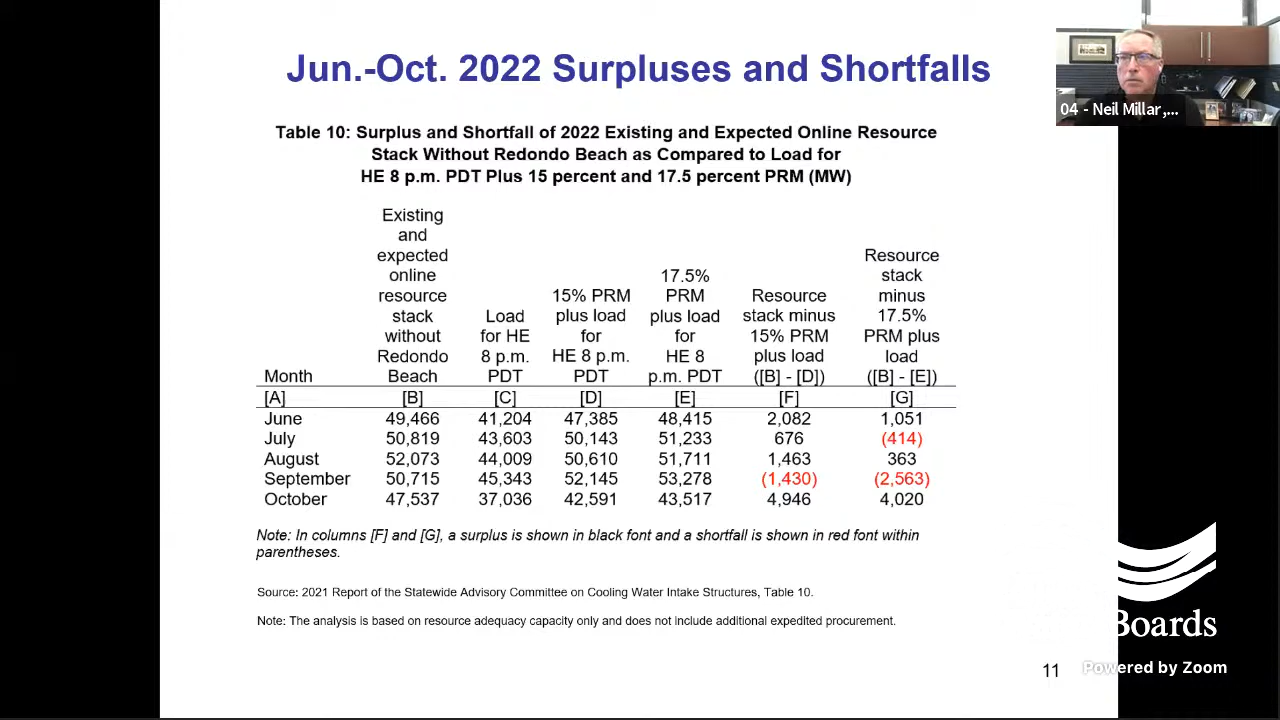 Jun.-Oct. 2022 Surpluses and Shortfalls
04 - Neil Millar,...
Table 10: Surplus and Shortfall of 2022 Existing and Expected Online Resource
Stack Without Redondo Beach as Compared to Load for
HE 8 p.m. PDT Plus 15 percent and 17.5 percent PRM (MW)
Month
Existing
and
expected
online
resource
stack
without
Redondo
Beach
Load
for HE
8 p.m.
PDT
15% PRM
plus load
for
HE 8 p.m.
PDT
17.5%
PRM
plus load
for
HE 8
p.m. PDT
Resource
stack minus
15% PRM
plus load
([B] - [D])
Resource
stack
minus
17.5%
PRM plus
load
([B] - [E])
[A] [B] [C] [D] [E] [F] [G]
June 49,466 41,204 47,385 48,415 2,082 1,051
July 50,819 43,603 50,143 51,233 676 (414)
August 52,073 44,009 50,610 51,711 1,463 363
September 50,715 45,343 52,145 53,278 (1,430) (2,563)
October 47,537 37,036 42,591 43,517 4,946 4,020
Note: In columns [F] and [G], a surplus is shown in black font and a shortfall is shown in red font within
parentheses.
Source: 2021 Report of the Statewide Advisory Committee on Cooling Water Intake Structures, Table 10.
Note: The analysis is based on resource adequacy capacity only and does not include additional expedited procurement.
Boards
11
Powered by Zoom